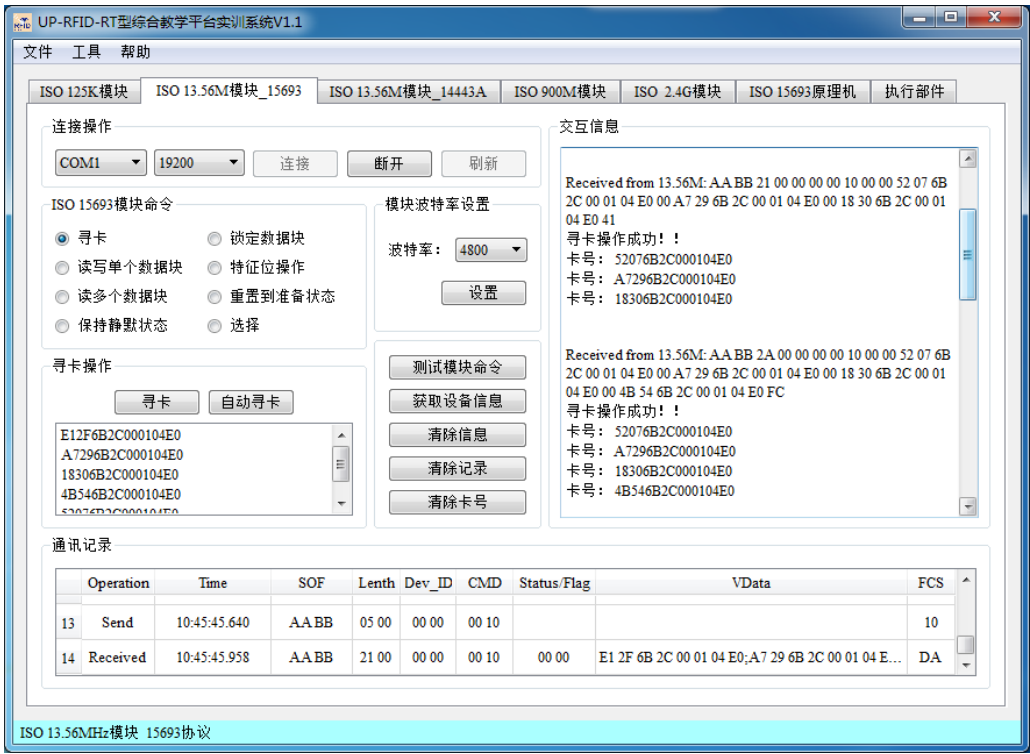 UP-RFID-RT型综合教学平台实训系统V1.1
文件 工具 帮助
ISO 125K模块 ISO 13.56M模块_15693 ISO 13.56M模块_14443A ISO 900M模块 ISO 2.4G模块 ISO 15693原理机 执行部件
连接操作
COM1 19200 连接 断开 刷新
ISO 15693模块命令
寻卡 锁定数据块
读写单个数据块 特征位操作
读多个数据块 重置到准备状态
保持静默状态 选择
模块波特率设置
波特率: 4800
设置
寻卡操作
寻卡 自动寻卡
E12F6B2C000104E0
A7296B2C000104E0
18306B2C000104E0
4B546B2C000104E0
52076B2C000104E0
测试模块命令
获取设备信息
清除信息
清除记录
清除卡号
交互信息
Received from 13.56M: AA BB 21 00 00 00 00 10 00 00 52 07 6B
2C 00 01 04 E0 00 A7 29 6B 2C 00 01 04 E0 00 18 30 6B 2C 00 01
04 E0 41
寻卡操作成功!!
卡号: 52076B2C000104E0
卡号: A7296B2C000104E0
卡号: 18306B2C000104E0
Received from 13.56M: AA BB 2A 00 00 00 00 10 00 00 52 07 6B
2C 00 01 04 E0 00 A7 29 6B 2C 00 01 04 E0 00 18 30 6B 2C 00 01
04 E0 00 4B 54 6B 2C 00 01 04 E0 FC
寻卡操作成功!!
卡号: 52076B2C000104E0
卡号: A7296B2C000104E0
卡号: 18306B2C000104E0
卡号: 4B546B2C000104E0
通讯记录
Operation Time SOF Lenth Dev_ID CMD Status/Flag VData FCS
13 Send 10:45:45.640 AA BB 05 00 00 00 00 10 10
14 Received 10:45:45.958 AA BB 21 00 00 00 00 10 00 00 E1 2F 6B 2C 00 01 04 E0;A7 29 6B 2C 00 01 04 E... DA
ISO 13.56MHz模块 15693协议